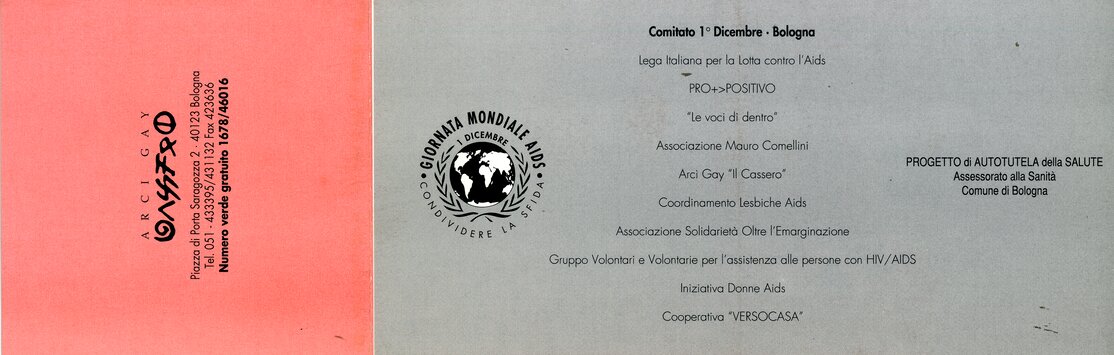 ARCI GAY
CASSERO
Piazza di Porta Saragozza 2 · 40123 Bologna
Tel. 051 · 433395/431132 Fax 423636
Numero verde gratuito 1678/46016
· GIORNATA MONDIALE AIDS ·
1 DICEMBRE
CONDIVIDERE LA SFIDA
Comitato 1° Dicembre · Bologna
Lega Italiana per la Lotta contro l'Aids
PRO+>POSITIVO
"Le voci di dentro"
Associazione Mauro Comellini
Arci Gay "Il Cassero"
Coordinamento Lesbiche Aids
Associazione Solidarietà Oltre l'Emarginazione
Gruppo Volontari e Volontarie per l'assistenza alle persone con HIV/AIDS
Iniziativa Donne Aids
Cooperativa "VERSOCASA"
PROGETTO di AUTOTUTELA della SALUTE
Assessorato alla Sanità
Comune di Bologna